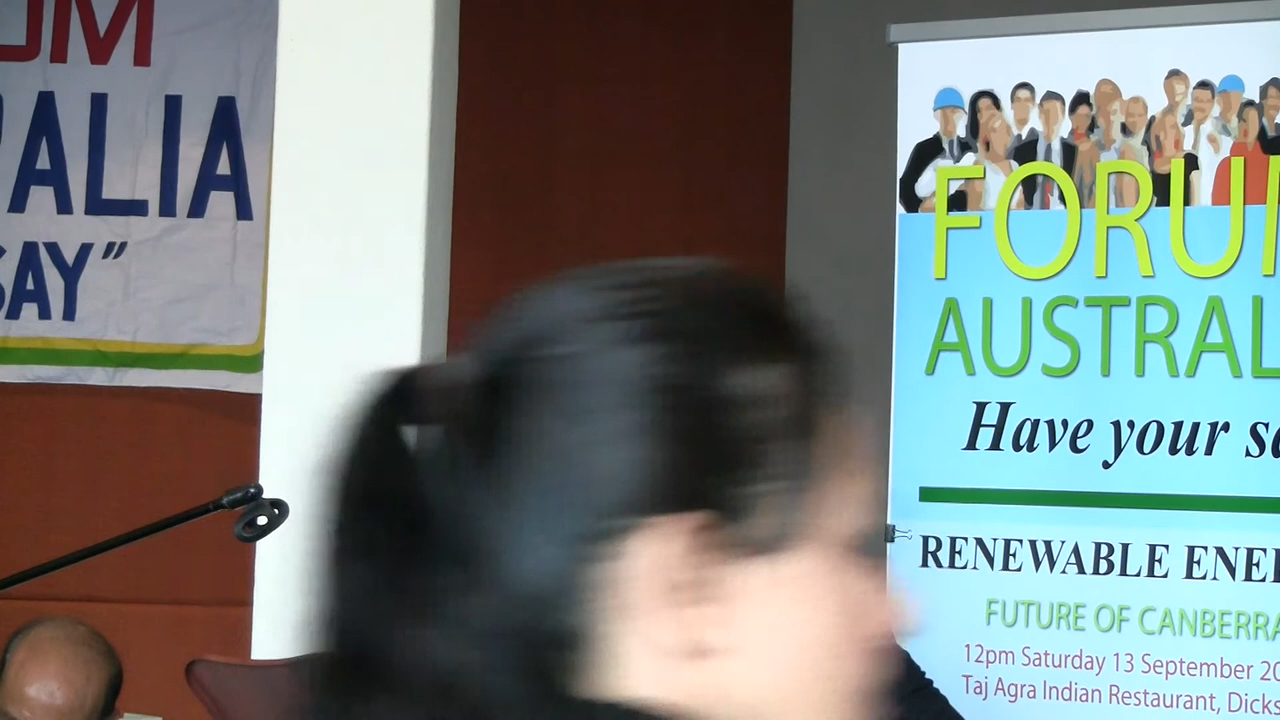 UM
ALIA
SAY"
FORU
AUSTRAL
Have your sa
RENEWABLE ENE
FUTURE OF CANBERRA
12pm Saturday 13 September 20
Taj Agra Indian Restaurant, Dicks